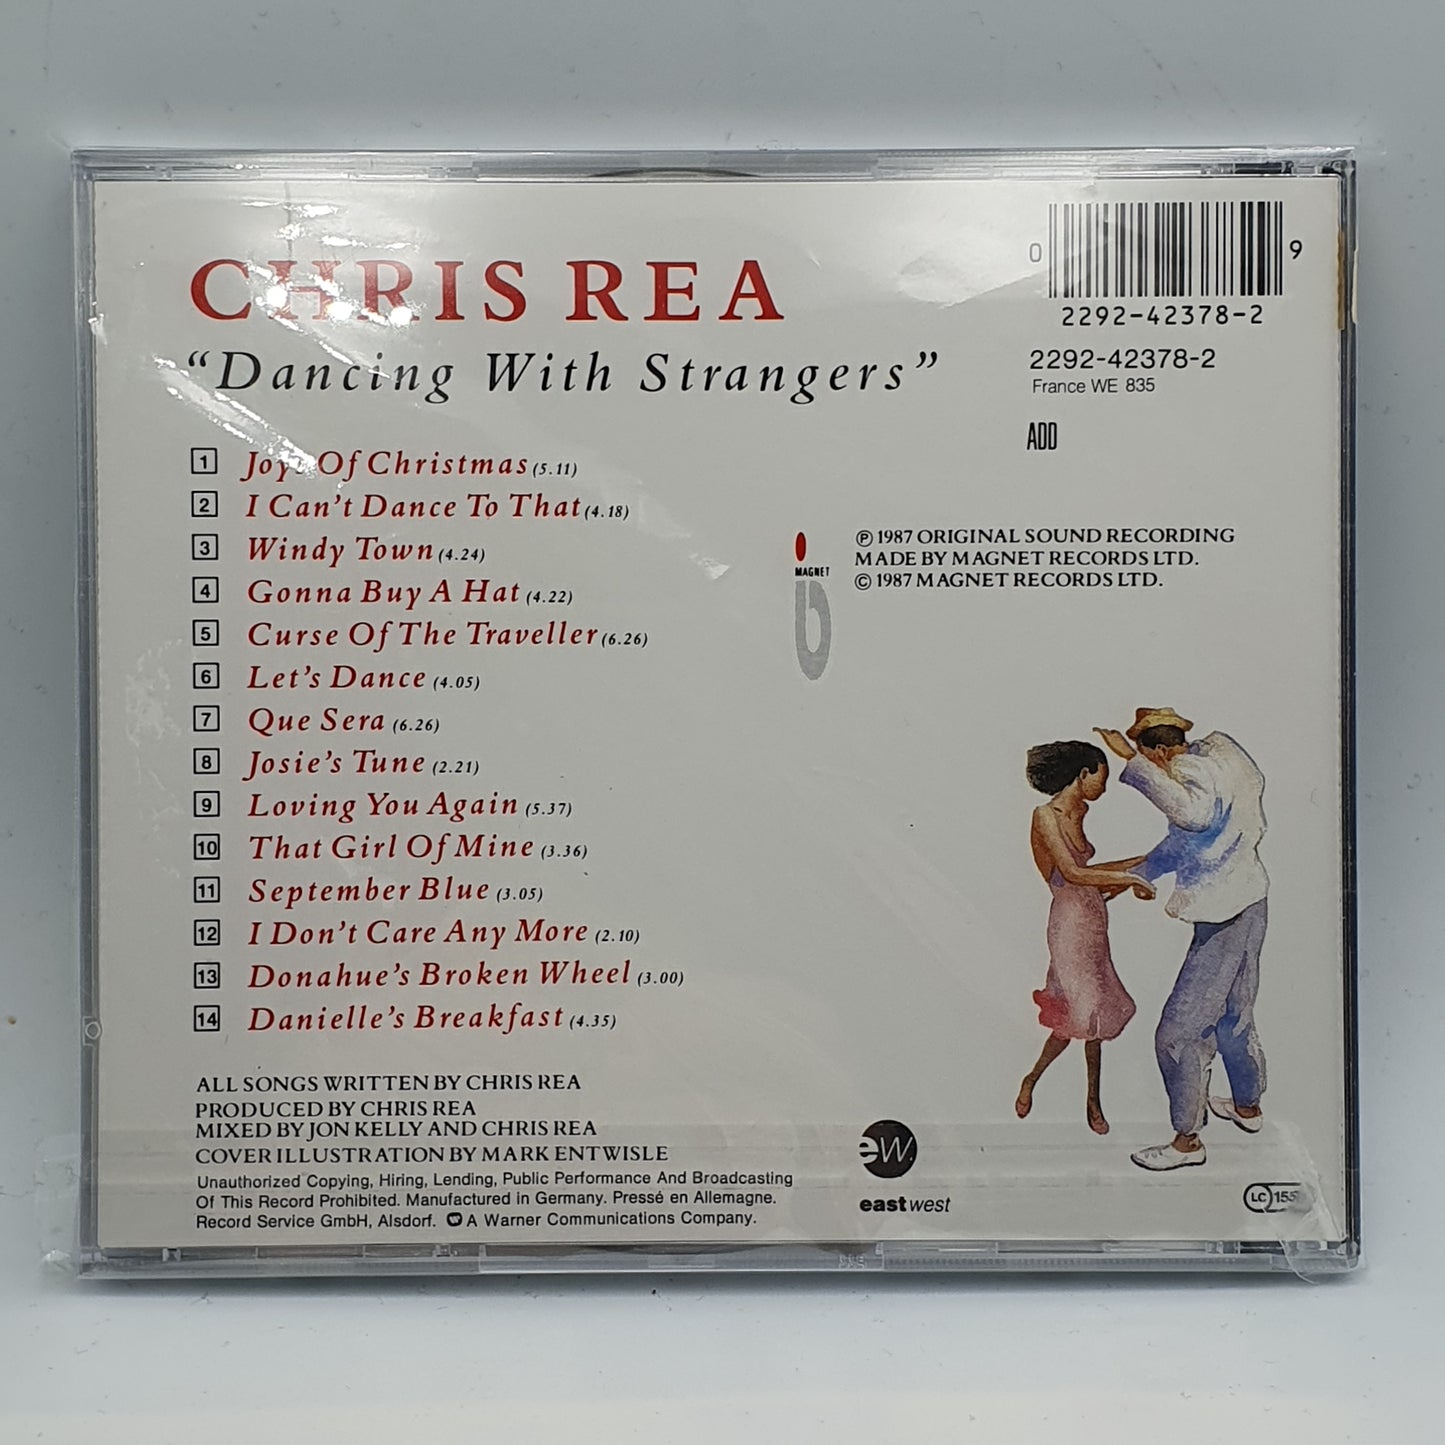 CHRIS REA
“Dancing With Strangers”
0 9
2292-42378-2
2292-42378-2
France WE 835
ADD
1 Joys Of Christmas (5.11)
2 I Can't Dance To That (4.18)
3 Windy Town (4.24)
4 Gonna Buy A Hat (4.22)
5 Curse Of The Traveller (6.26)
6 Let's Dance (4.05)
7 Que Sera (6.26)
8 Josie's Tune (2.21)
9 Loving You Again (5.37)
10 That Girl Of Mine (3.36)
11 September Blue (3.05)
12 I Don't Care Any More (2.10)
13 Donahue's Broken Wheel (3.00)
14 Danielle's Breakfast (4.35)
MAGNET
℗ 1987 ORIGINAL SOUND RECORDING
MADE BY MAGNET RECORDS LTD.
© 1987 MAGNET RECORDS LTD.
ALL SONGS WRITTEN BY CHRIS REA
PRODUCED BY CHRIS REA
MIXED BY JON KELLY AND CHRIS REA
COVER ILLUSTRATION BY MARK ENTWISLE
Unauthorized Copying, Hiring, Lending, Public Performance And Broadcasting
Of This Record Prohibited. Manufactured in Germany. Pressé en Allemagne.
Record Service GmbH, Alsdorf. A Warner Communications Company.
ew.
eastwest
LC